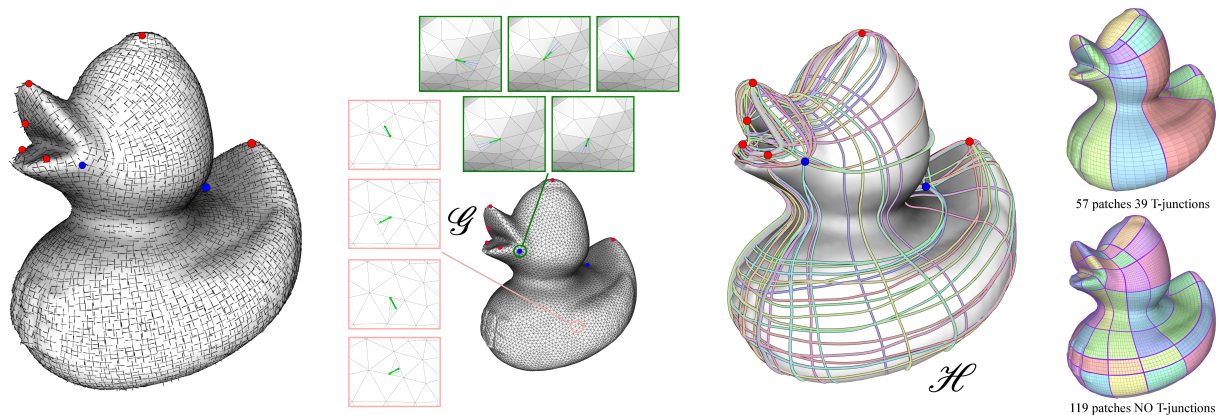 𝒢
ℋ
57 patches 39 T-junctions
119 patches NO T-junctions